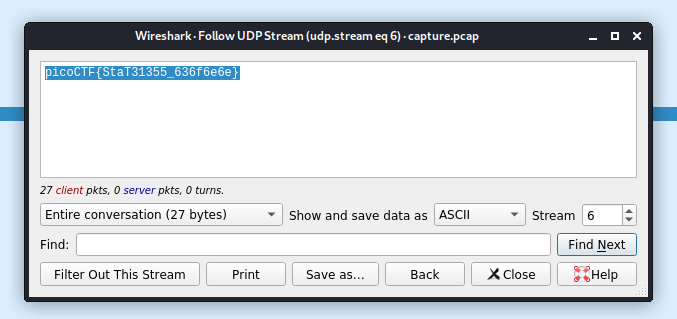 Wireshark · Follow UDP Stream (udp.stream eq 6) · capture.pcap
picoCTF{StaT31355_636f6e6e}
27 client pkts, 0 server pkts, 0 turns.
Entire conversation (27 bytes) Show and save data as ASCII Stream 6
Find: Find Next
Filter Out This Stream Print Save as... Back Close Help